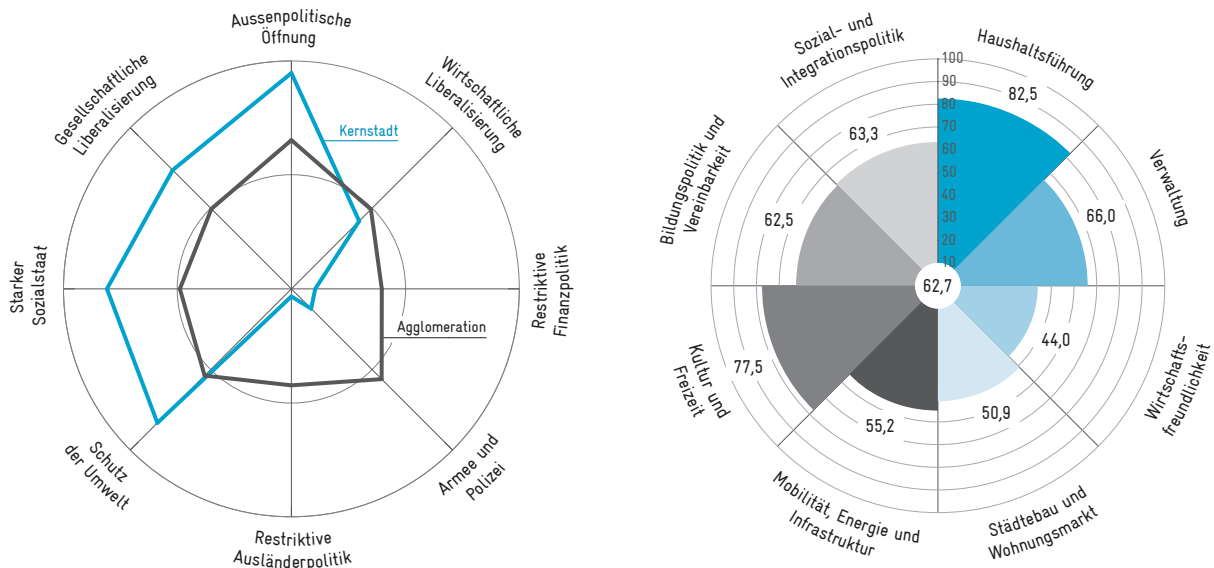 Aussenpolitische
Öffnung
Wirtschaftliche
Liberalisierung
Restriktive
Finanzpolitik
Armee und
Polizei
Restriktive
Ausländerpolitik
Schutz
der Umwelt
Starker
Sozialstaat
Gesellschaftliche
Liberalisierung
Kernstadt
Agglomeration
Sozial- und
Integrationspolitik
Haushaltsführung
Verwaltung
Wirtschafts-
freundlichkeit
Städtebau und
Wohnungsmarkt
Mobilität, Energie und
Infrastruktur
Kultur und
Freizeit
Bildungspolitik und
Vereinbarkeit
100
90
80
70
60
50
40
30
20
10
82,5
66,0
44,0
50,9
55,2
77,5
62,5
63,3
62,7